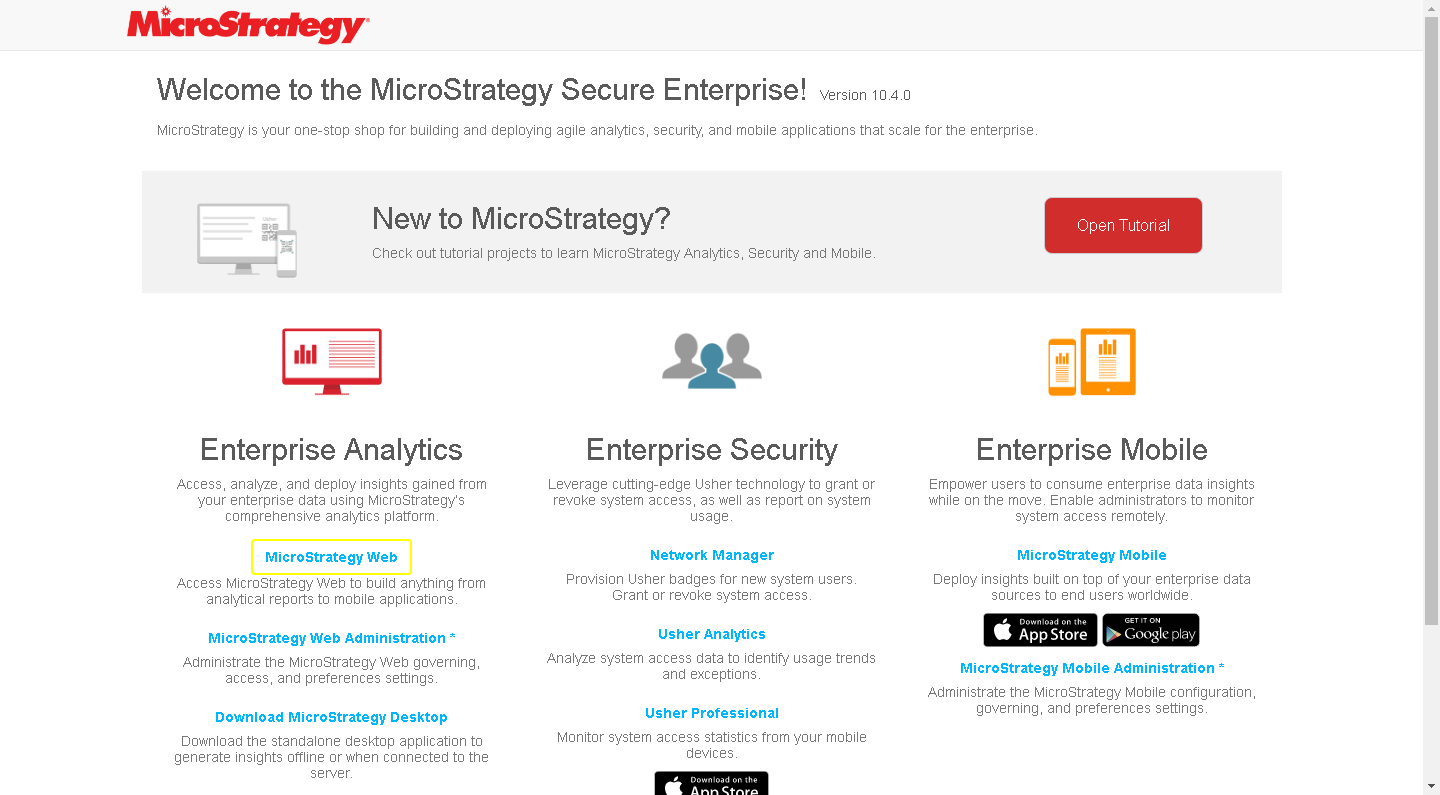 MicroStrategy
Welcome to the MicroStrategy Secure Enterprise! Version 10.4.0
MicroStrategy is your one-stop shop for building and deploying agile analytics, security, and mobile applications that scale for the enterprise.
Usher
New to MicroStrategy?
Check out tutorial projects to learn MicroStrategy Analytics, Security and Mobile.
Open Tutorial
Enterprise Analytics
Access, analyze, and deploy insights gained from
your enterprise data using MicroStrategy's
comprehensive analytics platform.
MicroStrategy Web
Access MicroStrategy Web to build anything from
analytical reports to mobile applications.
MicroStrategy Web Administration *
Administrate the MicroStrategy Web governing,
access, and preferences settings.
Download MicroStrategy Desktop
Download the standalone desktop application to
generate insights offline or when connected to the
server.
Enterprise Security
Leverage cutting-edge Usher technology to grant or
revoke system access, as well as report on system
usage.
Network Manager
Provision Usher badges for new system users.
Grant or revoke system access.
Usher Analytics
Analyze system access data to identify usage trends
and exceptions.
Usher Professional
Monitor system access statistics from your mobile
devices.
Download on the
App Store
Enterprise Mobile
Empower users to consume enterprise data insights
while on the move. Enable administrators to monitor
system access remotely.
MicroStrategy Mobile
Deploy insights built on top of your enterprise data
sources to end users worldwide.
Download on the
App Store
GET IT ON
Google play
MicroStrategy Mobile Administration *
Administrate the MicroStrategy Mobile configuration,
governing, and preferences settings.